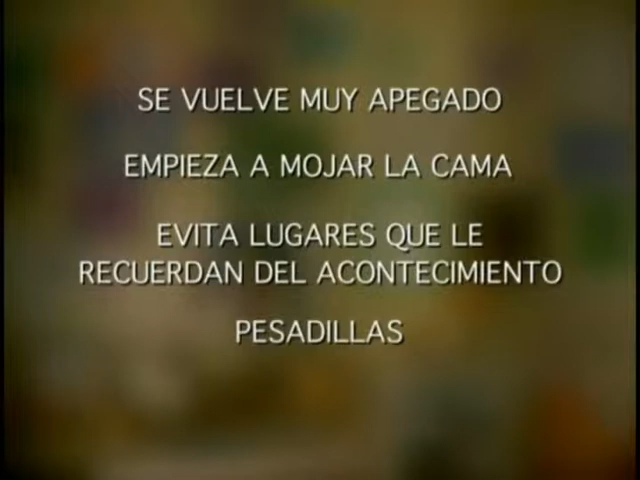 SE VUELVE MUY APEGADO
EMPIEZA A MOJAR LA CAMA
EVITA LUGARES QUE LE
RECUERDAN DEL ACONTECIMIENTO
PESADILLAS